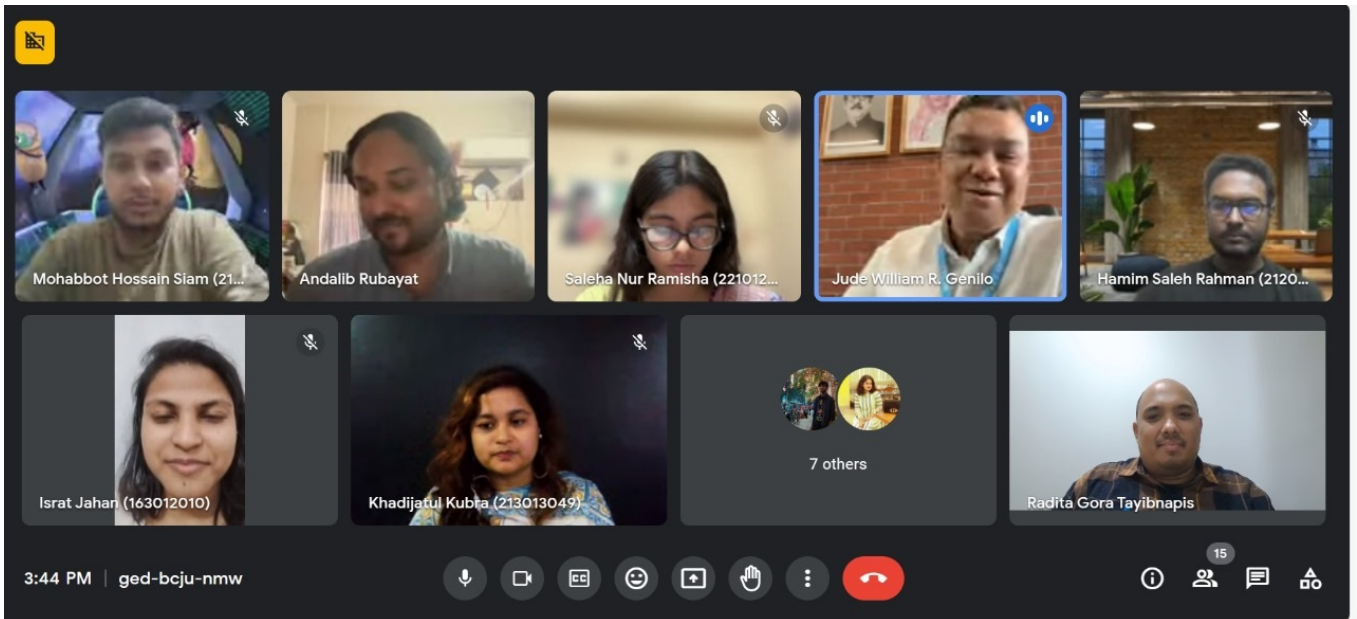 Mohabbot Hossain Siam (21...
Andalib Rubayat
Saleha Nur Ramisha (221012...
Jude William R. Genilo
Hamim Saleh Rahman (2120...
Israt Jahan (163012010)
Khadijatul Kubra (213013049)
7 others
Radita Gora Tayibnapis
15
3:44 PM | ged-bcju-nmw
CC